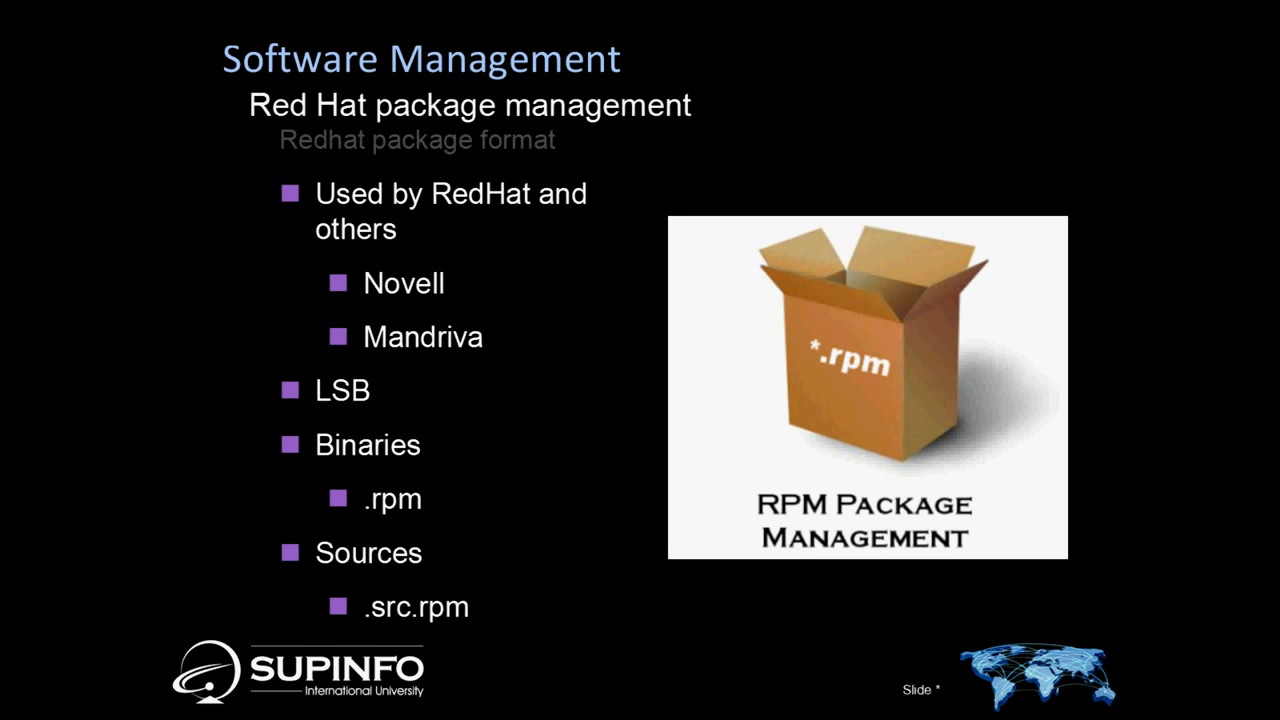 Software Management
Red Hat package management
Redhat package format
Used by RedHat and
others
Novell
Mandriva
LSB
Binaries
.rpm
Sources
.src.rpm
*.rpm
RPM Package
Management
SUPINFO
International University
Slide *